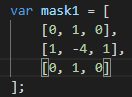 var mask1 = [
    [0, 1, 0],
    [1, -4, 1],
    [0, 1, 0]
];